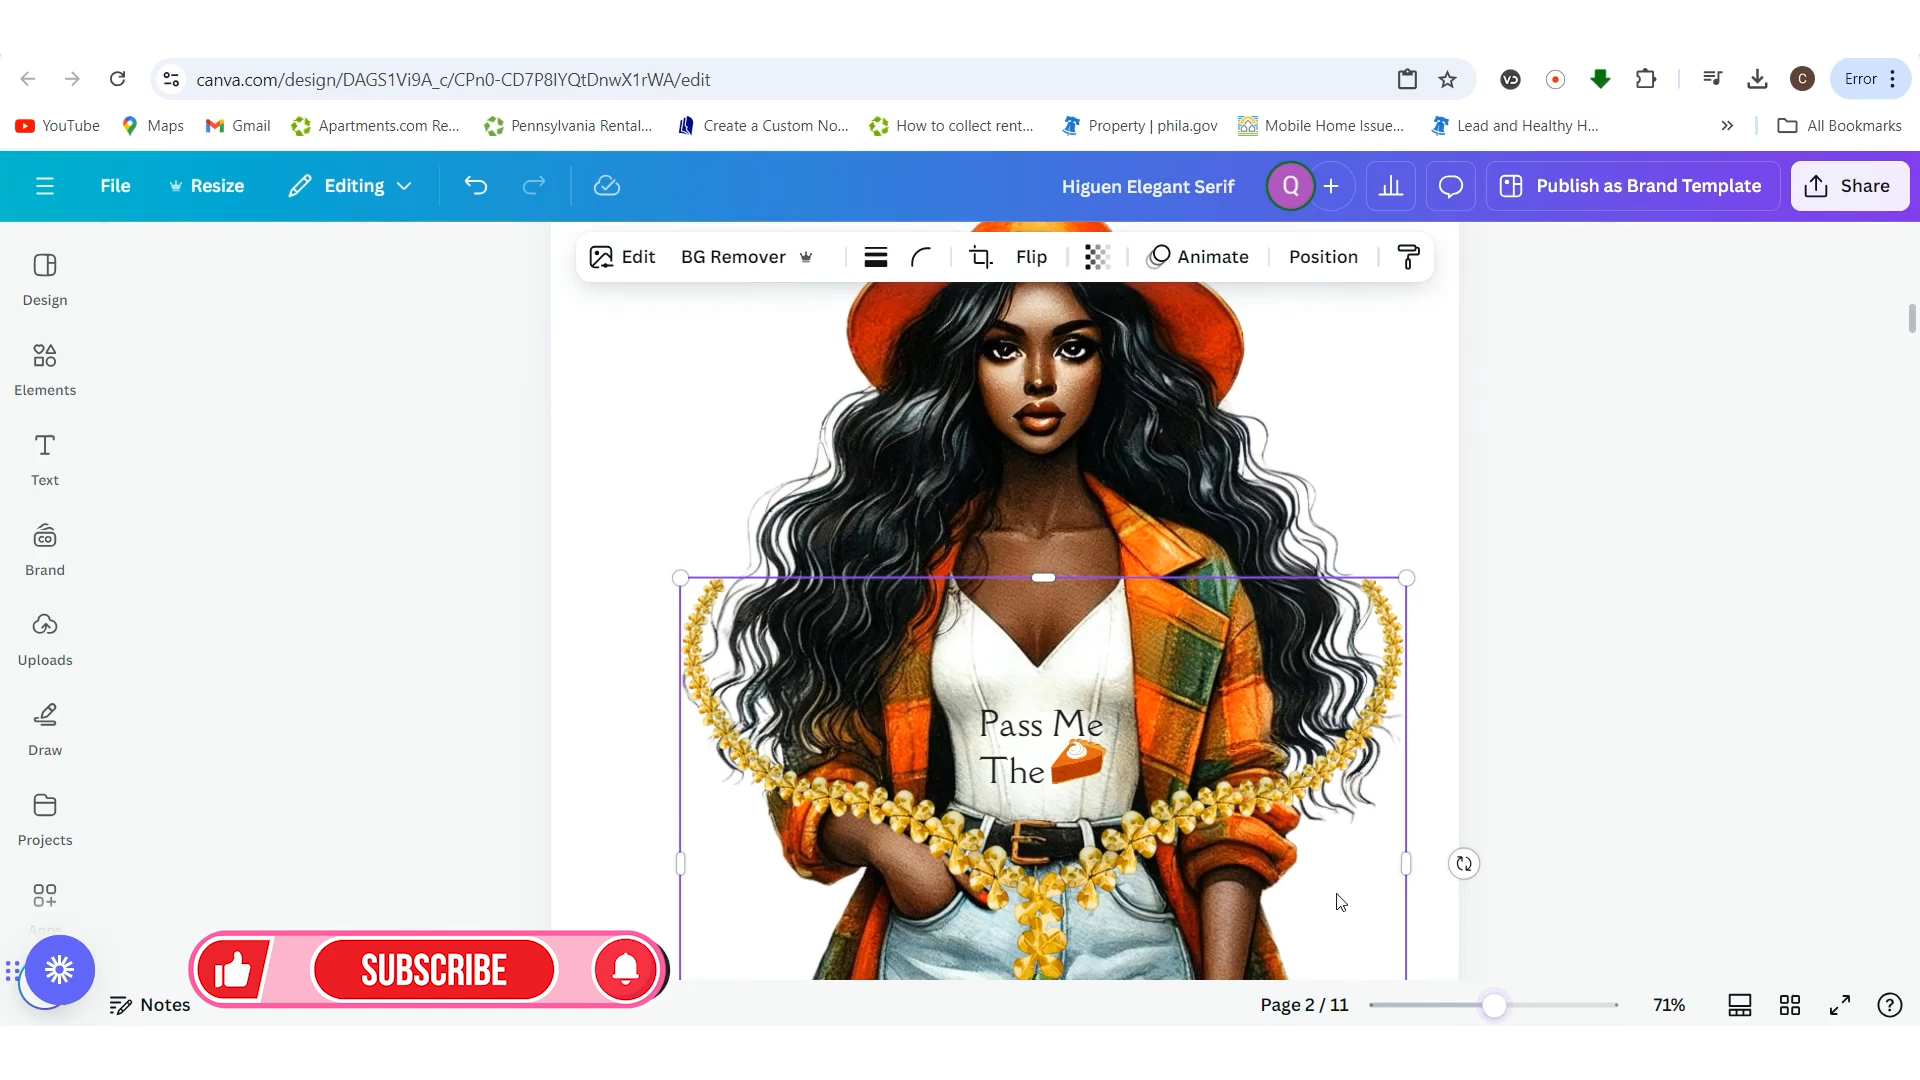 canva.com/design/DAGS1Vi9A_c/CPn0-CD7P8IYQtDnwX1rWA/edit
VD
C
Error
YouTube
Maps
Gmail
Apartments.com Re...
Pennsylvania Rental...
Create a Custom No...
How to collect rent...
Property | phila.gov
Mobile Home Issue...
Lead and Healthy H...
All Bookmarks
File
Resize
Editing
Higuen Elegant Serif
Q
Publish as Brand Template
Share
Edit
BG Remover
Flip
Animate
Position
Design
Elements
Text
Brand
Uploads
Draw
Projects
Apps
Pass Me
The
SUBSCRIBE
Notes
Page 2 / 11
71%